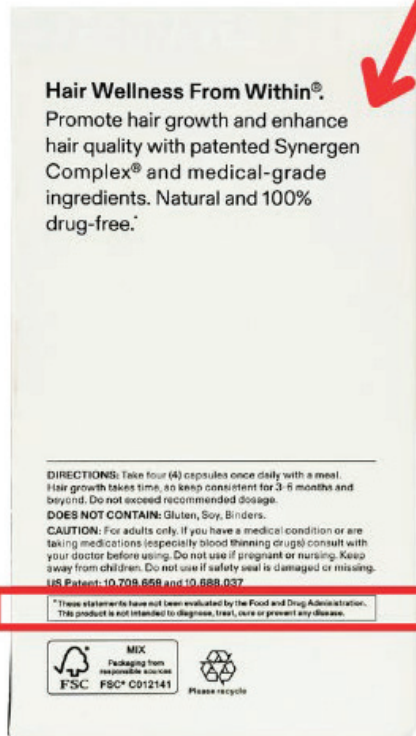 Hair Wellness From Within®.
Promote hair growth and enhance
hair quality with patented Synergen
Complex® and medical-grade
ingredients. Natural and 100%
drug-free.*
DIRECTIONS: Take four (4) capsules once daily with a meal.
Hair growth takes time, so keep consistent for 3-6 months and
beyond. Do not exceed recommended dosage.
DOES NOT CONTAIN: Gluten, Soy, Binders.
CAUTION: For adults only. If you have a medical condition or are
taking medications (especially blood thinning drugs) consult with
your doctor before using. Do not use if pregnant or nursing. Keep
away from children. Do not use if safety seal is damaged or missing.
US Patent: 10,709,659 and 10,688,037
*These statements have not been evaluated by the Food and Drug Administration.
This product is not intended to diagnose, treat, cure or prevent any disease.
MIX
Packaging from
responsible sources
FSC
FSC® C012141
Please recycle